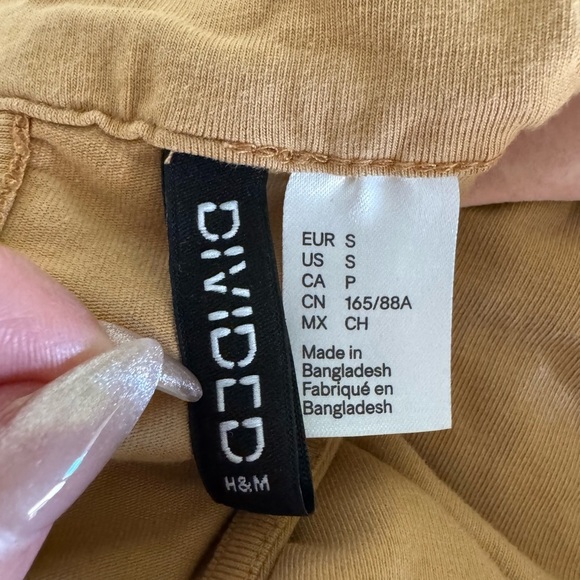 DIVIDED
H&M
EUR S
US S
CA P
CN 165/88A
MX CH
Made in
Bangladesh
Fabriqué en
Bangladesh